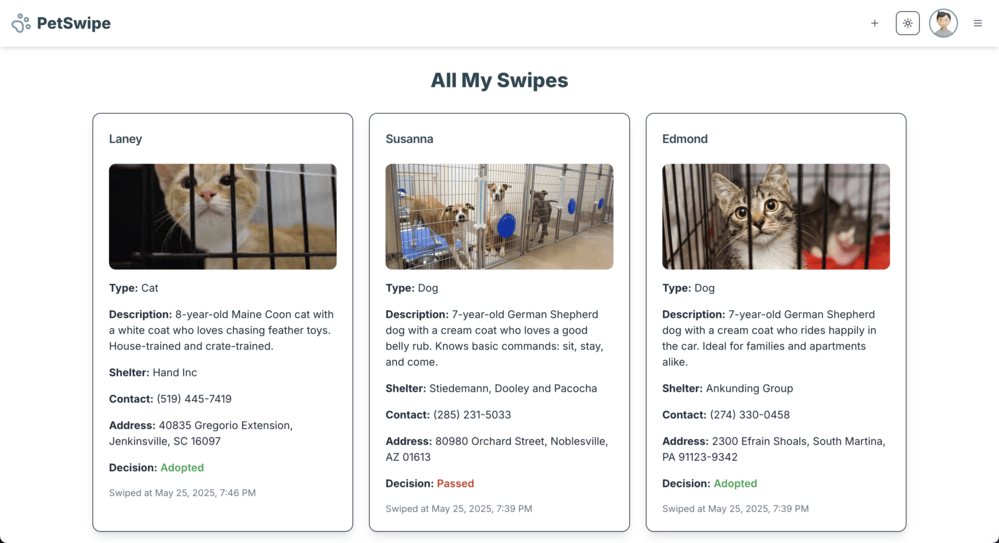 PetSwipe
All My Swipes
Laney
Type: Cat
Description: 8-year-old Maine Coon cat with
a white coat who loves chasing feather toys.
House-trained and crate-trained.
Shelter: Hand Inc
Contact: (519) 445-7419
Address: 40835 Gregorio Extension,
Jenkinsville, SC 16097
Decision: Adopted
Swiped at May 25, 2025, 7:46 PM
Susanna
Type: Dog
Description: 7-year-old German Shepherd
dog with a cream coat who loves a good
belly rub. Knows basic commands: sit, stay,
and come.
Shelter: Stiedemann, Dooley and Pacocha
Contact: (285) 231-5033
Address: 80980 Orchard Street, Noblesville,
AZ 01613
Decision: Passed
Swiped at May 25, 2025, 7:39 PM
Edmond
Type: Dog
Description: 7-year-old German Shepherd
dog with a cream coat who rides happily in
the car. Ideal for families and apartments
alike.
Shelter: Ankunding Group
Contact: (274) 330-0458
Address: 2300 Efrain Shoals, South Martina,
PA 91123-9342
Decision: Adopted
Swiped at May 25, 2025, 7:39 PM